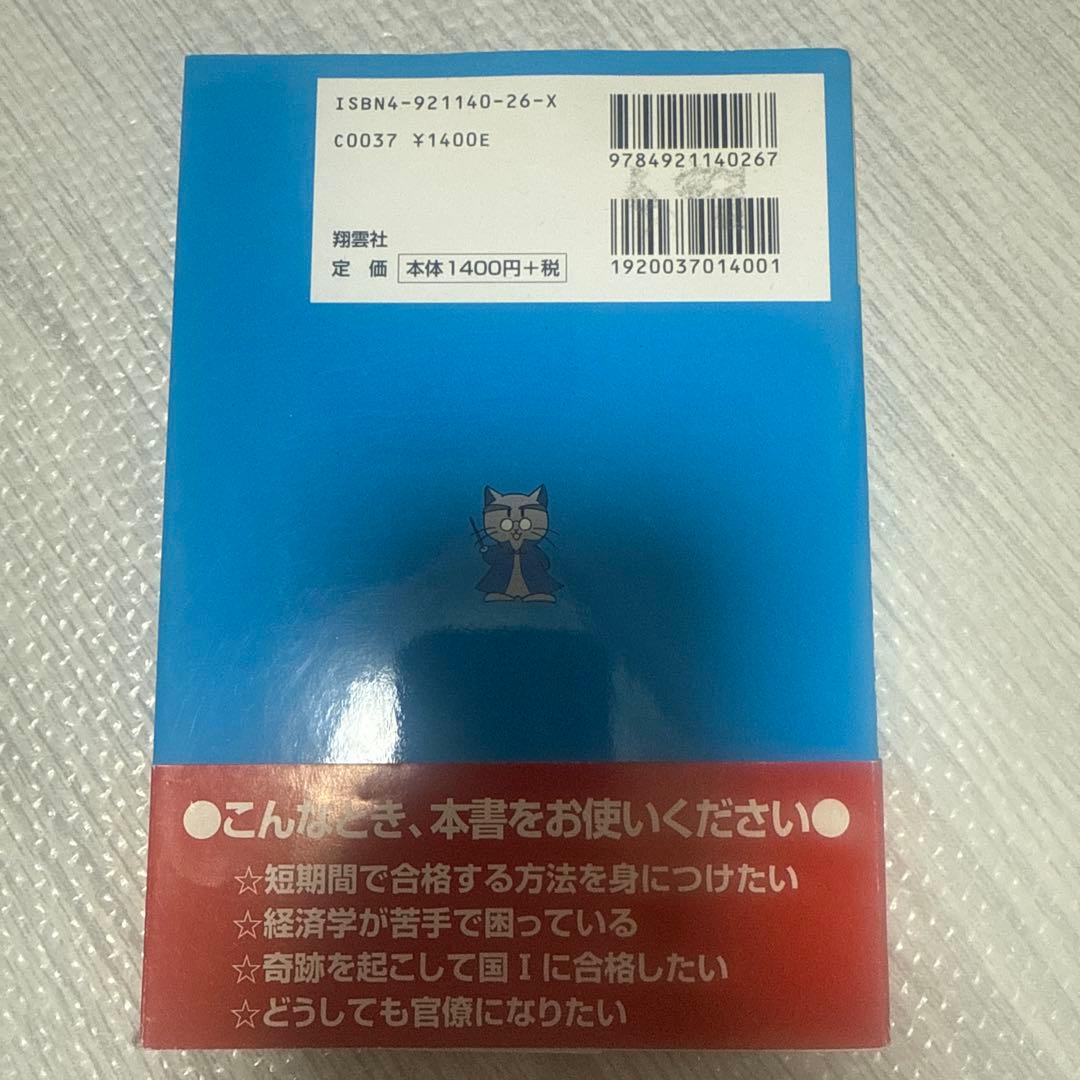 ISBN4-921140-26-X
C0037 ¥1400E
9784921140267
翔雲社
定 価 本体1400円+税
1920037014001
●こんなとき、本書をお使いください●
☆短期間で合格する方法を身につけたい
☆経済学が苦手で困っている
☆奇跡を起こして国Ⅰに合格したい
☆どうしても官僚になりたい